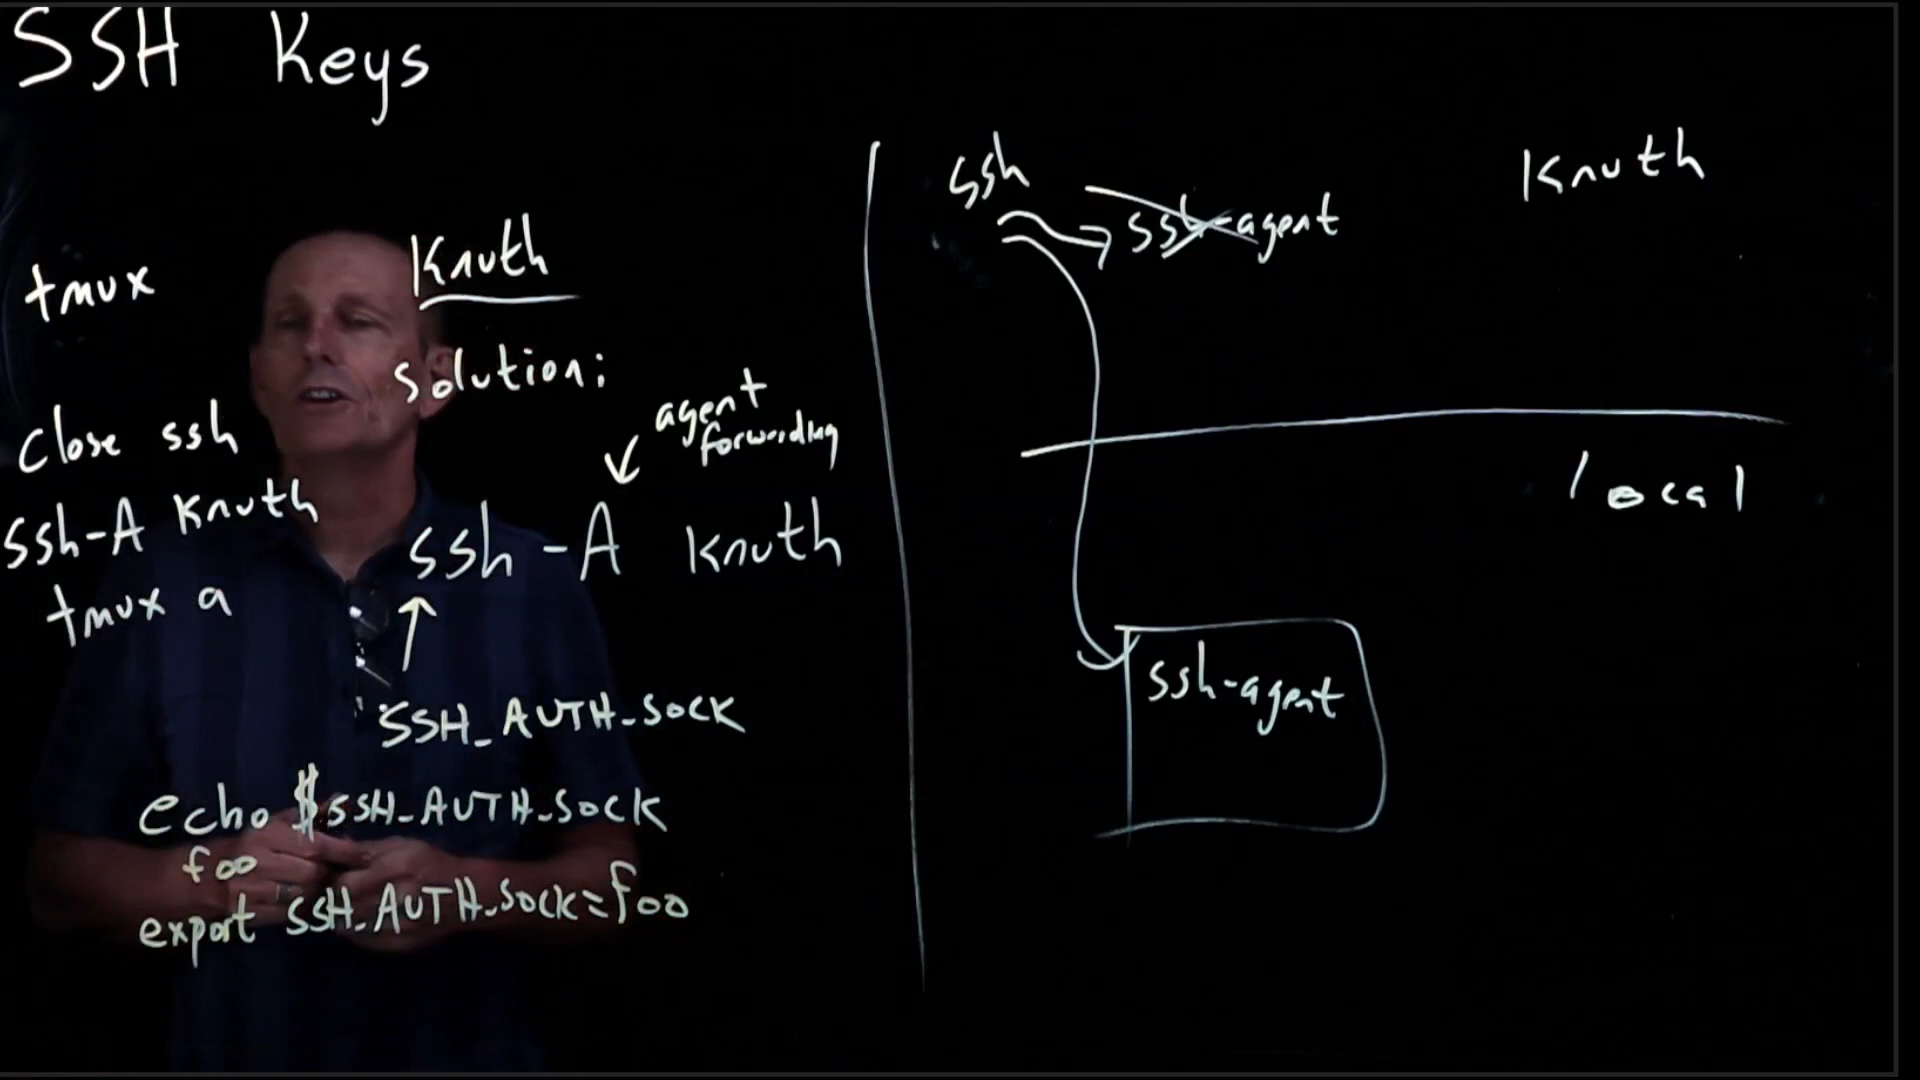 SSH Keys
tmux
Close ssh
ssh-A Knuth
tmux a
Knuth
solution:
agent
forwarding
ssh -A Knuth
SSH_AUTH_SOCK
echo $SSH_AUTH_SOCK
foo
export SSH_AUTH_SOCK=foo
ssh
ssh-agent
Knuth
local
ssh-agent